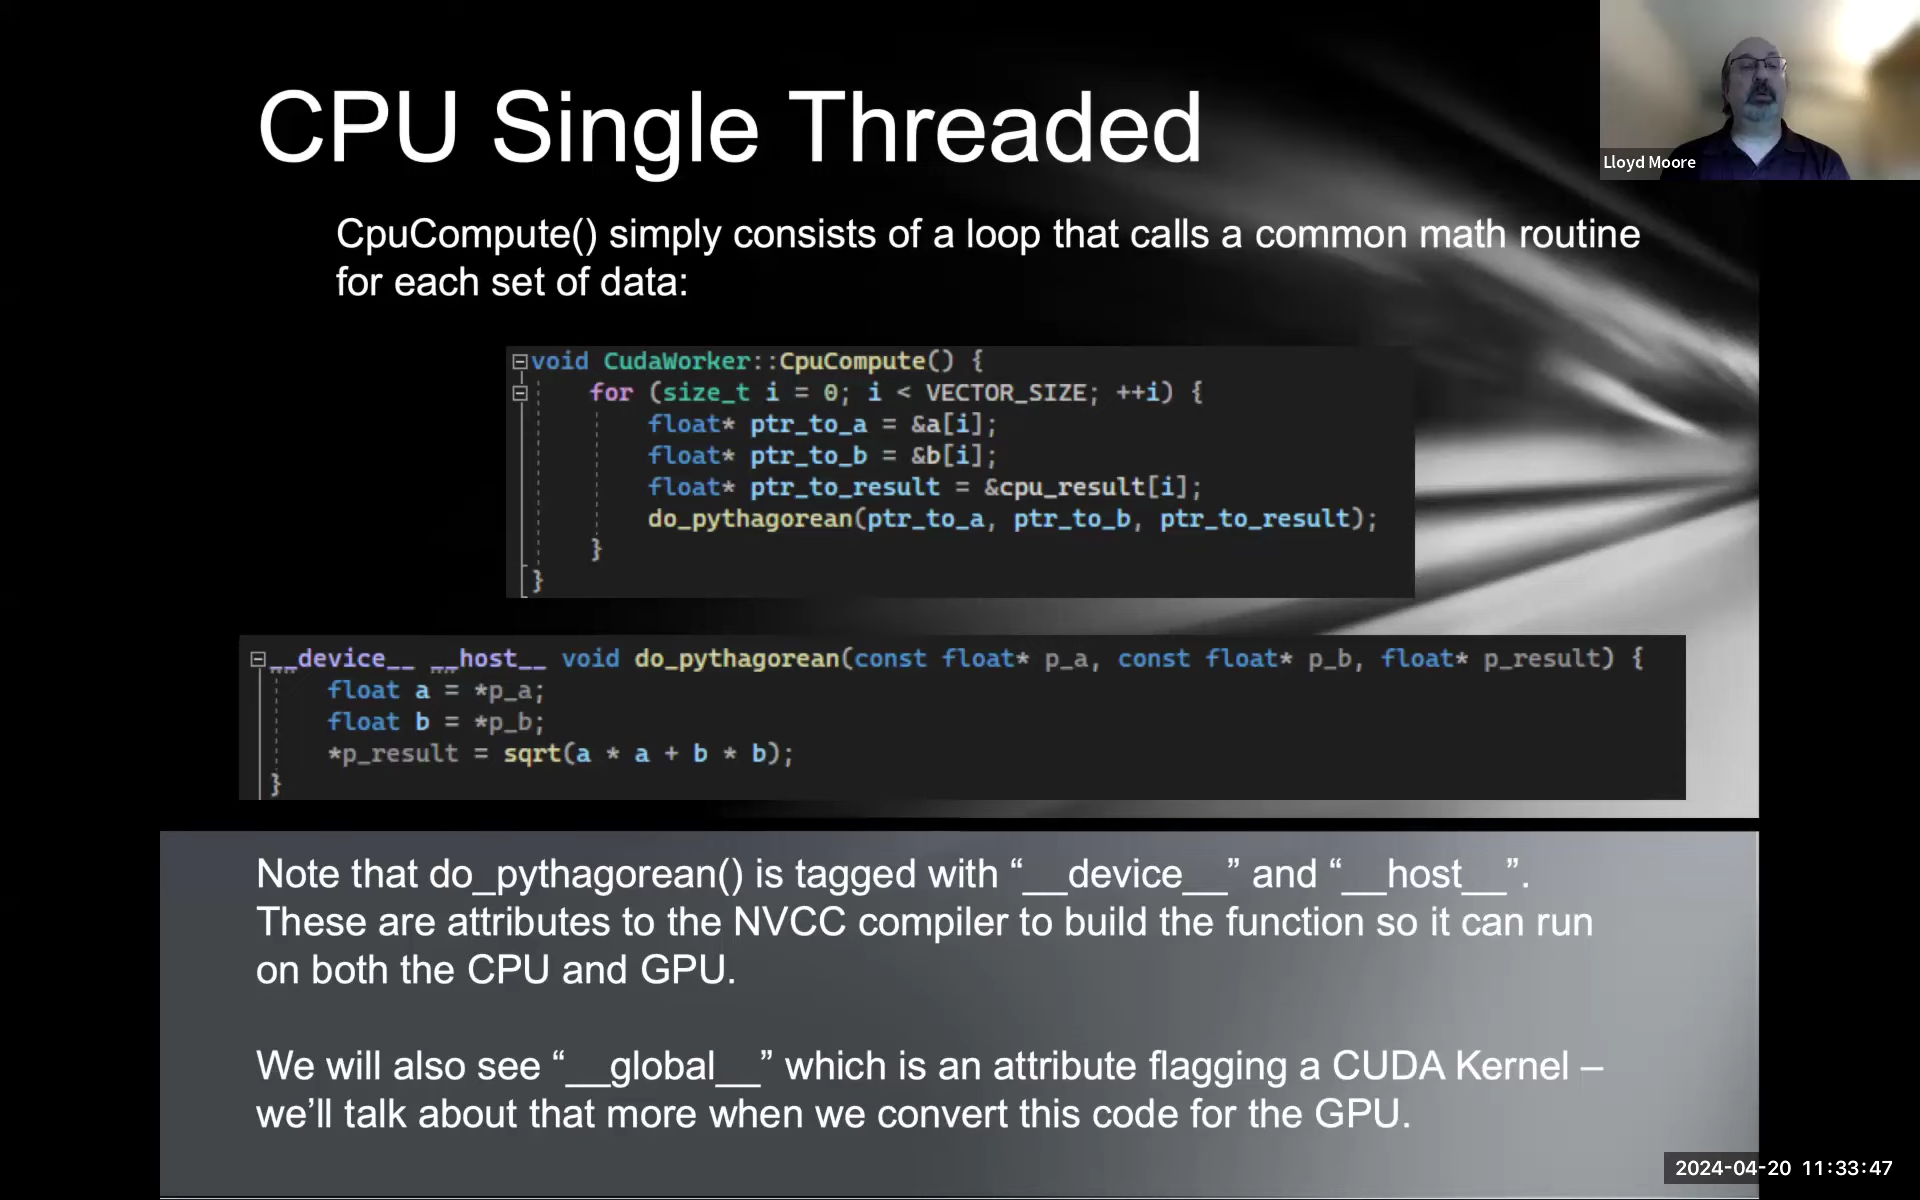 CPU Single Threaded
Lloyd Moore
CpuCompute() simply consists of a loop that calls a common math routine
for each set of data:
void CudaWorker::CpuCompute() {
for (size_t i = 0; i < VECTOR_SIZE; ++i) {
float* ptr_to_a = &a[i];
float* ptr_to_b = &b[i];
float* ptr_to_result = &cpu_result[i];
do_pythagorean(ptr_to_a, ptr_to_b, ptr_to_result);
}
}
__device__ __host__ void do_pythagorean(const float* p_a, const float* p_b, float* p_result) {
float a = *p_a;
float b = *p_b;
*p_result = sqrt(a * a + b * b);
}
Note that do_pythagorean() is tagged with “__device__” and “__host__”.
These are attributes to the NVCC compiler to build the function so it can run
on both the CPU and GPU.
We will also see “__global__” which is an attribute flagging a CUDA Kernel –
we’ll talk about that more when we convert this code for the GPU.
2024-04-20 11:33:47